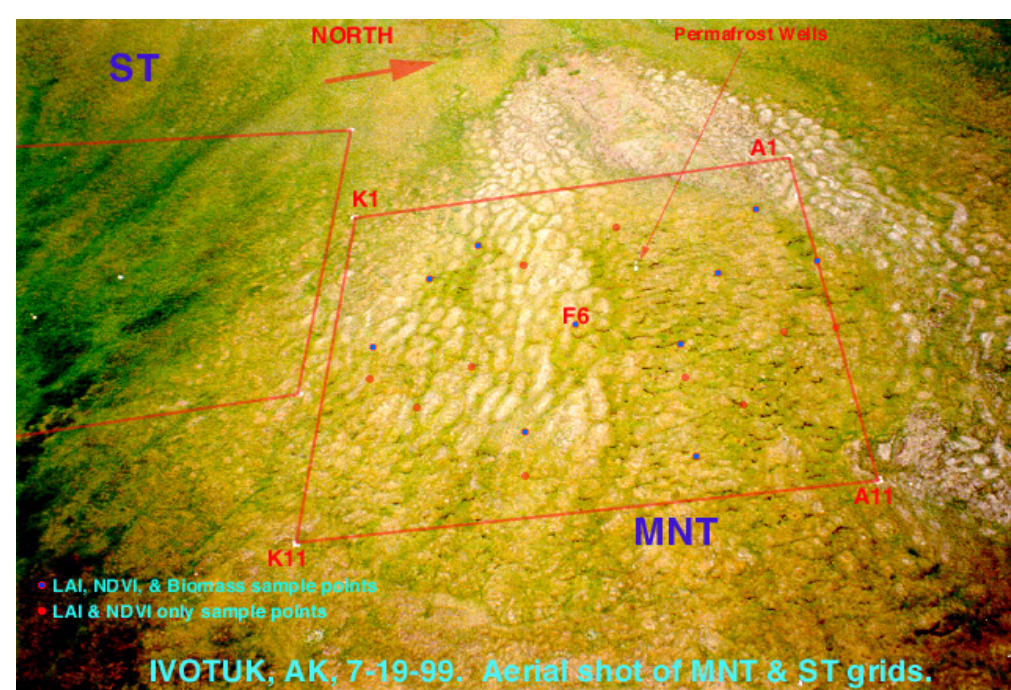 NORTH
Permafrost Wells
ST
A1
K1
F6
A11
MNT
K11
LAI, NDVI, & Biomass sample points
LAI & NDVI only sample points
IVOTUK, AK, 7-19-99. Aerial shot of MNT & ST grids.